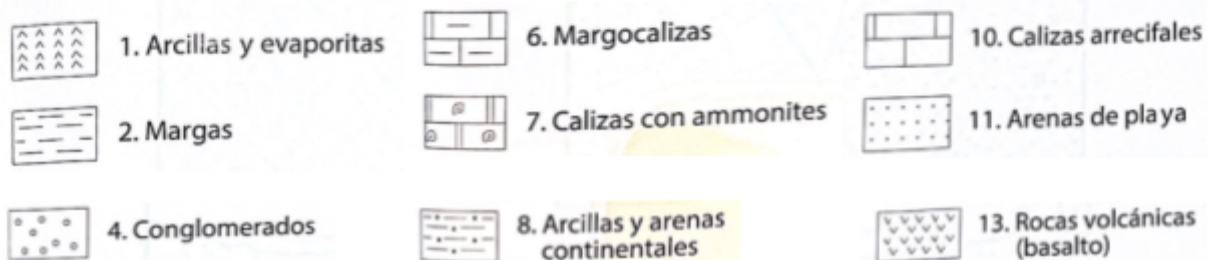 1. Arcillas y evaporitas
6. Margocalizas
10. Calizas arrecifales
2. Margas
7. Calizas con ammonites
11. Arenas de playa
4. Conglomerados
8. Arcillas y arenas
continentales
13. Rocas volcánicas
(basalto)